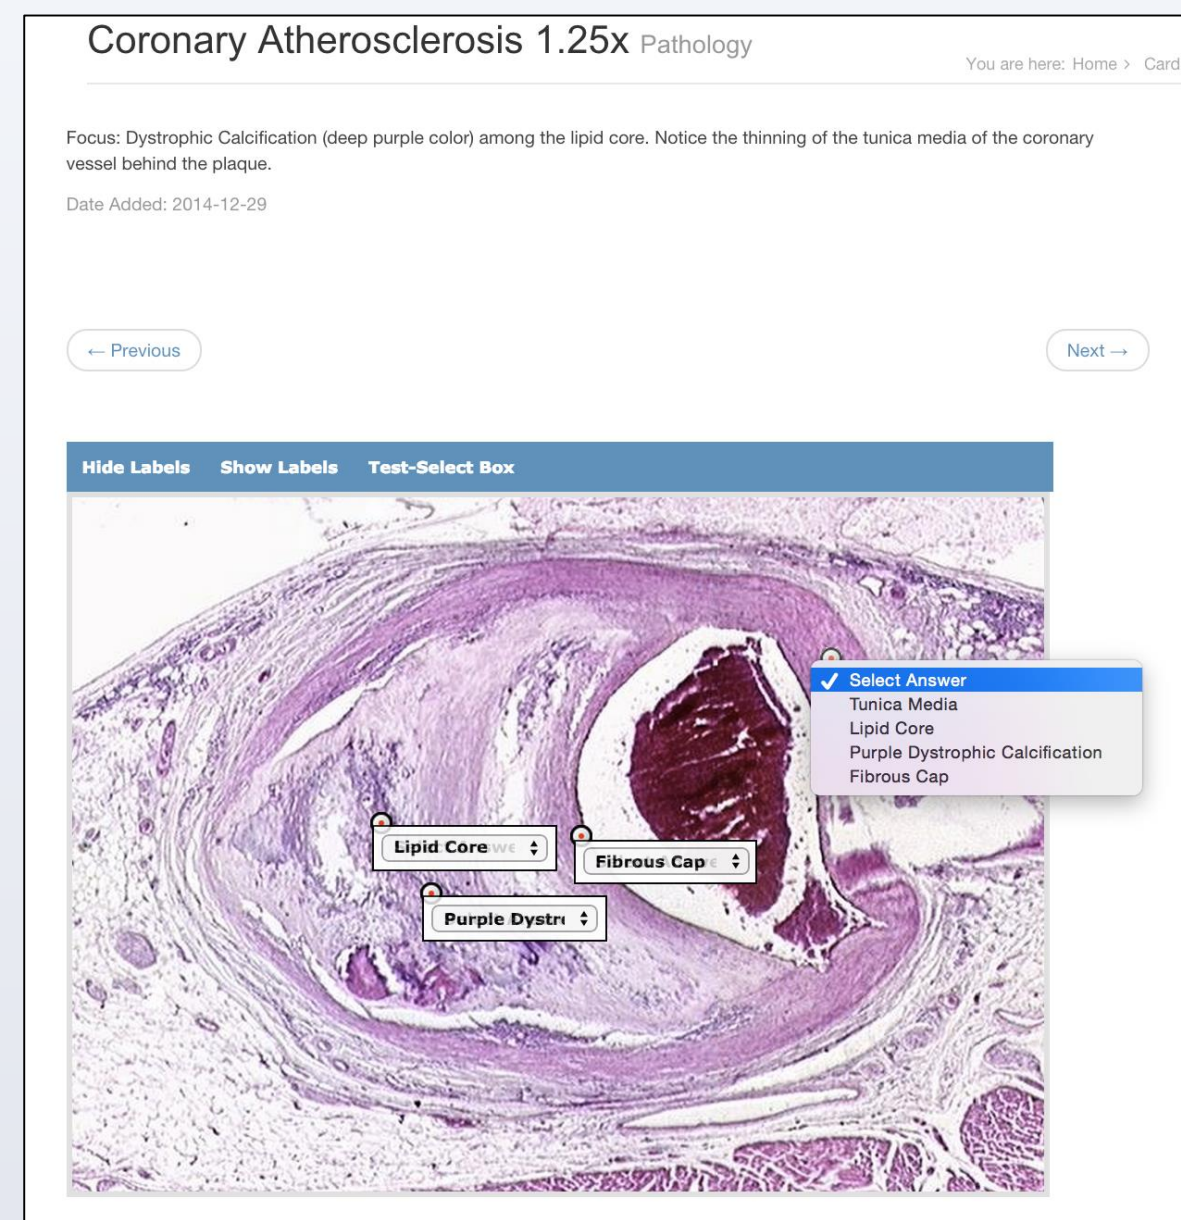 Coronary Atherosclerosis 1.25x Pathology
You are here: Home › Card
Focus: Dystrophic Calcification (deep purple color) among the lipid core. Notice the thinning of the tunica media of the coronary
vessel behind the plaque.
Date Added: 2014-12-29
← Previous
Next →
Hide Labels Show Labels Test-Select Box
✓ Select Answer
Tunica Media
Lipid Core
Purple Dystrophic Calcification
Fibrous Cap
Lipid Core
Fibrous Cap
Purple Dystr